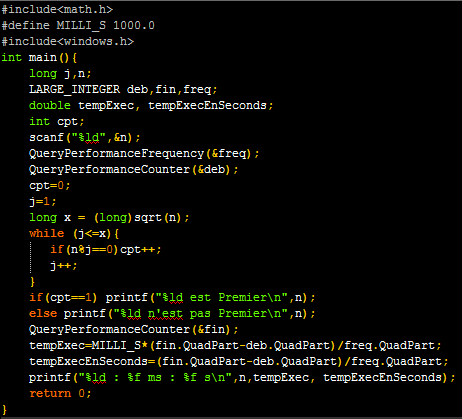 #include<math.h>
#define MILLI_S 1000.0
#include<windows.h>
int main(){
long j,n;
LARGE_INTEGER deb,fin,freq;
double tempExec, tempExecEnSeconds;
int cpt;
scanf("%ld",&n);
QueryPerformanceFrequency(&freq);
QueryPerformanceCounter(&deb);
cpt=0;
j=1;
long x = (long)sqrt(n);
while (j<=x){
if(n%j==0)cpt++;
j++;
}
if(cpt==1) printf("%ld est Premier\n",n);
else printf("%ld n'est pas Premier\n",n);
QueryPerformanceCounter(&fin);
tempExec=MILLI_S*(fin.QuadPart-deb.QuadPart)/freq.QuadPart;
tempExecEnSeconds=(fin.QuadPart-deb.QuadPart)/freq.QuadPart;
printf("%ld : %f ms : %f s\n",n,tempExec, tempExecEnSeconds);
return 0;
}